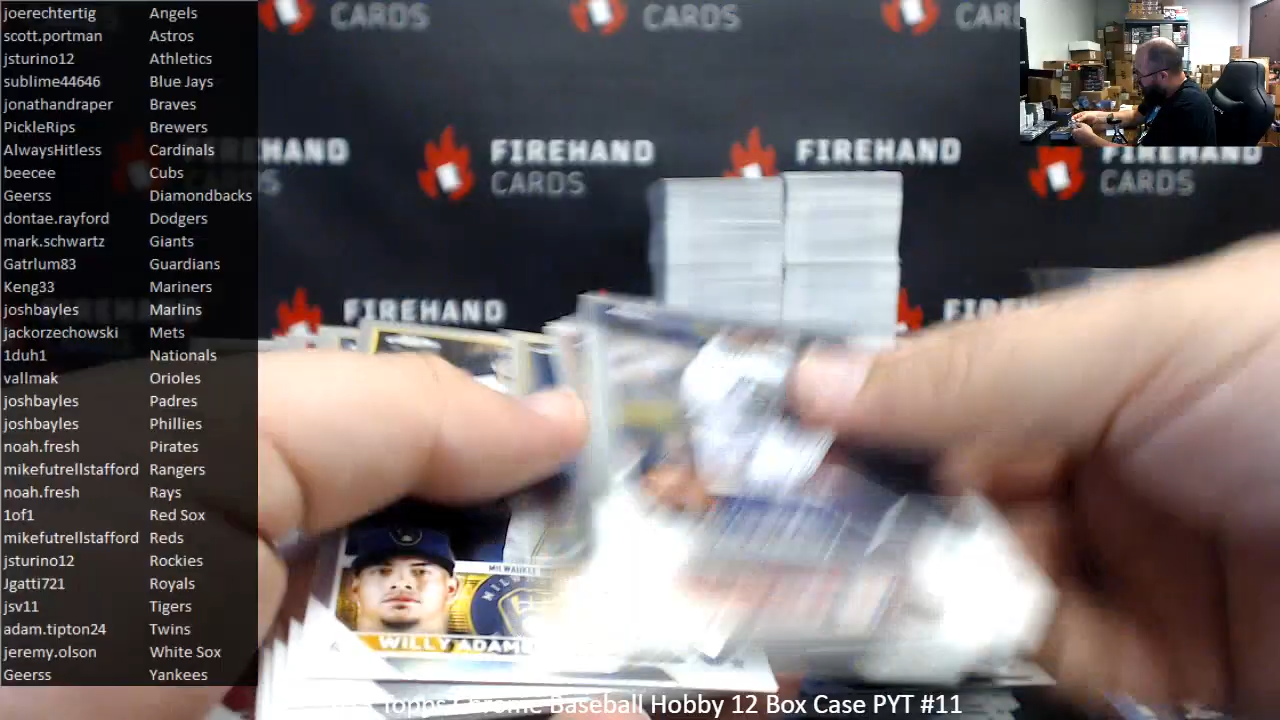 joerechtertig Angels
scott.portman Astros
jsturino12 Athletics
sublime44646 Blue Jays
jonathandraper Braves
PickleRips Brewers
AlwaysHitless Cardinals
beecee Cubs
Geerss Diamondbacks
dontae.rayford Dodgers
mark.schwartz Giants
Gatrlum83 Guardians
Keng33 Mariners
joshbayles Marlins
jackorzechowski Mets
1duh1 Nationals
vallmak Orioles
joshbayles Padres
joshbayles Phillies
noah.fresh Pirates
mikefutrellstafford Rangers
noah.fresh Rays
1of1 Red Sox
mikefutrellstafford Reds
jsturino12 Rockies
Jgatti721 Royals
jsv11 Tigers
adam.tipton24 Twins
jeremy.olson White Sox
Geerss Yankees
CARDS
CARDS
CARDS
HAND
FIREHAND
CARDS
FIREHAND
FIREHAND
CARDS
FIREHAND
MILWAUKEE
WILLY ADAM
Topps Chrome Baseball Hobby 12 Box Case PYT #11